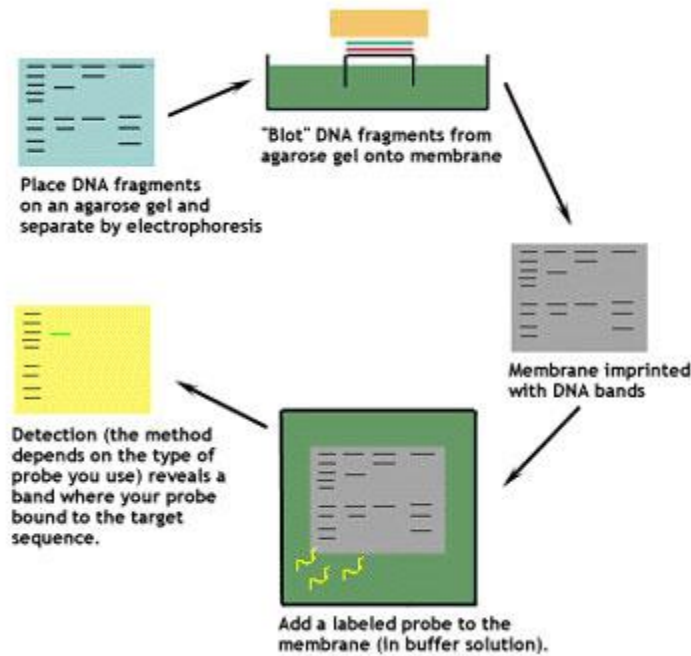 Place DNA fragments
on an agarose gel and
separate by electrophoresis
"Blot" DNA fragments from
agarose gel onto membrane
Membrane imprinted
with DNA bands
Add a labeled probe to the
membrane (in buffer solution).
Detection (the method
depends on the type of
probe you use) reveals a
band where your probe
bound to the target
sequence.